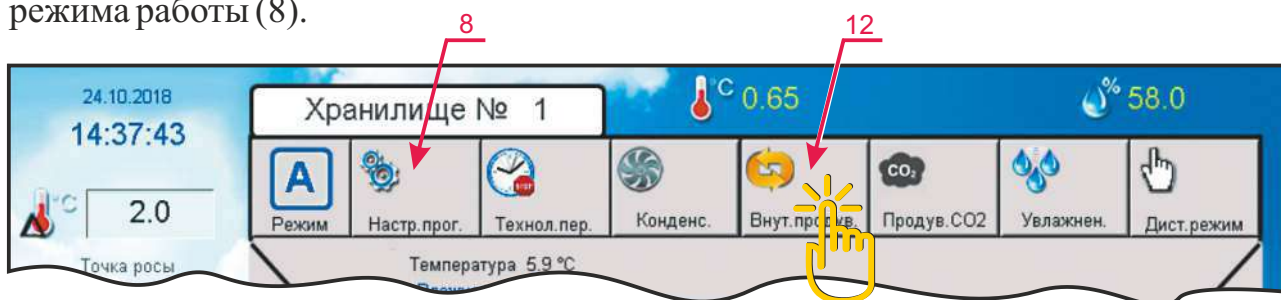 режима работы (8).
8
12
24.10.2018
14:37:43
Хранилище № 1
°C 0.65
% 58.0
A
STOP
CO₂
Режим
Настр.прог.
Технол.пер.
Конденс.
Внут.продув.
Продув.CO2
Увлажнен.
Дист.режим
°C 2.0
Точка росы
Температура 5.9 °C